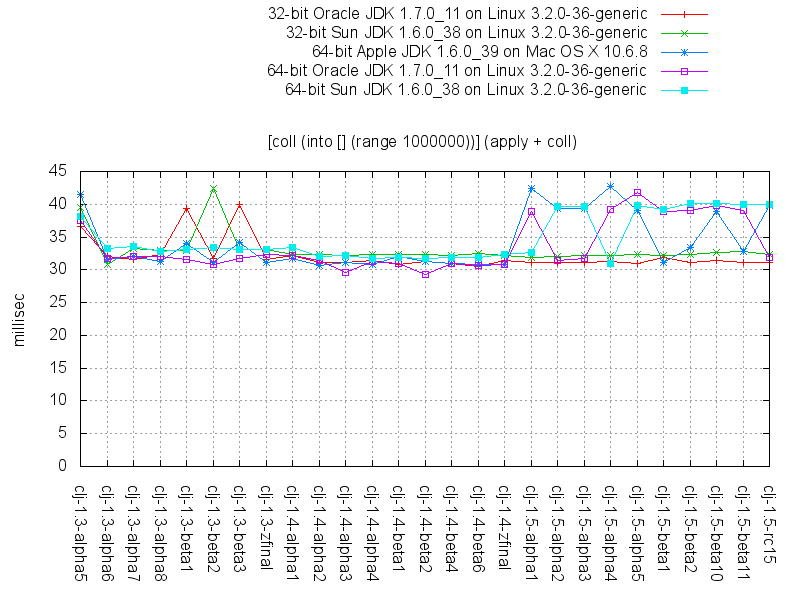 32-bit Oracle JDK 1.7.0_11 on Linux 3.2.0-36-generic
32-bit Sun JDK 1.6.0_38 on Linux 3.2.0-36-generic
64-bit Apple JDK 1.6.0_39 on Mac OS X 10.6.8
64-bit Oracle JDK 1.7.0_11 on Linux 3.2.0-36-generic
64-bit Sun JDK 1.6.0_38 on Linux 3.2.0-36-generic
[coll (into [] (range 1000000))] (apply + coll)
45
40
35
30
25
20
15
10
5
0
millisec
clj-1.3-alpha5
clj-1.3-alpha6
clj-1.3-alpha7
clj-1.3-alpha8
clj-1.3-beta1
clj-1.3-beta2
clj-1.3-beta3
clj-1.3-zfinal
clj-1.4-alpha1
clj-1.4-alpha2
clj-1.4-alpha3
clj-1.4-alpha4
clj-1.4-beta1
clj-1.4-beta2
clj-1.4-beta4
clj-1.4-beta6
clj-1.4-zfinal
clj-1.5-alpha1
clj-1.5-alpha2
clj-1.5-alpha3
clj-1.5-alpha4
clj-1.5-alpha5
clj-1.5-beta1
clj-1.5-beta2
clj-1.5-beta10
clj-1.5-beta11
clj-1.5-rc15